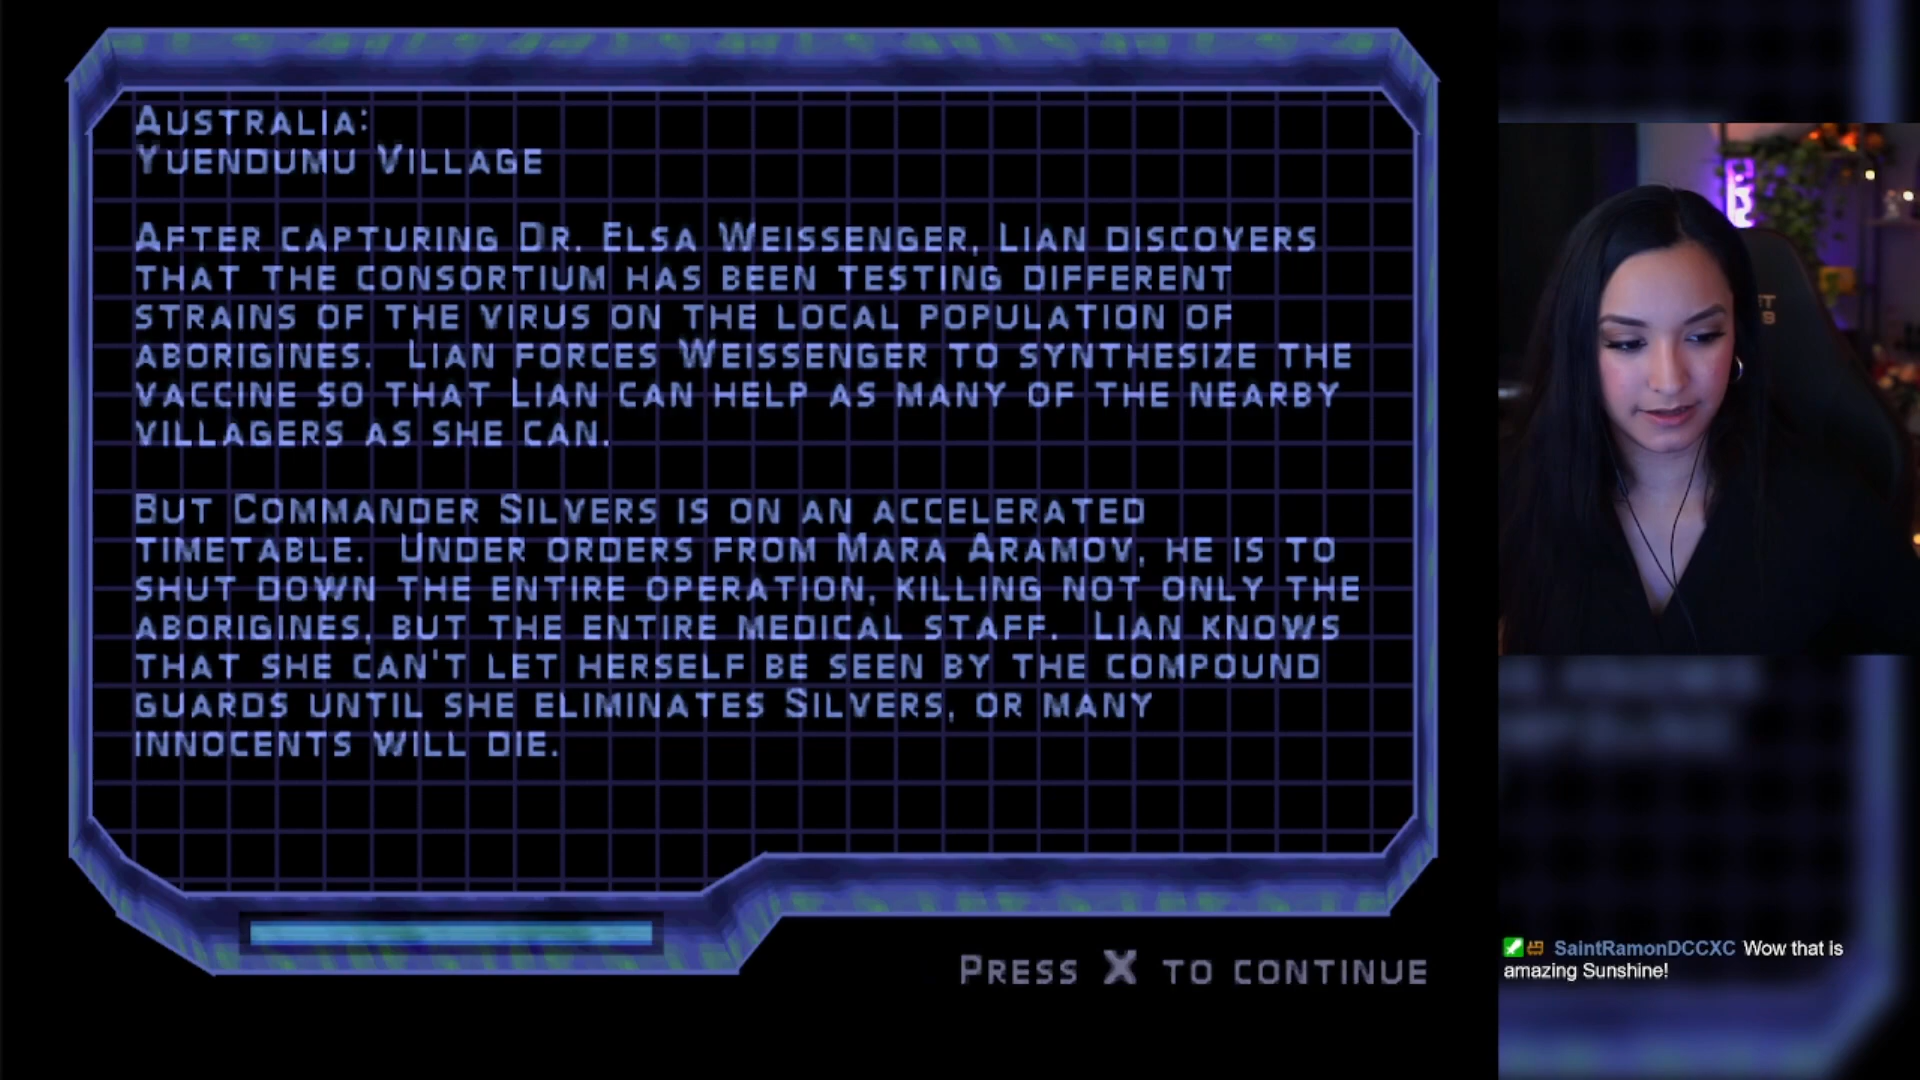 AUSTRALIA:
YUENDUMU VILLAGE
AFTER CAPTURING DR. ELSA WEISSENGER, LIAN DISCOVERS
THAT THE CONSORTIUM HAS BEEN TESTING DIFFERENT
STRAINS OF THE VIRUS ON THE LOCAL POPULATION OF
ABORIGINES. LIAN FORCES WEISSENGER TO SYNTHESIZE THE
VACCINE SO THAT LIAN CAN HELP AS MANY OF THE NEARBY
VILLAGERS AS SHE CAN.
BUT COMMANDER SILVERS IS ON AN ACCELERATED
TIMETABLE. UNDER ORDERS FROM MARA ARAMOV, HE IS TO
SHUT DOWN THE ENTIRE OPERATION, KILLING NOT ONLY THE
ABORIGINES, BUT THE ENTIRE MEDICAL STAFF. LIAN KNOWS
THAT SHE CAN'T LET HERSELF BE SEEN BY THE COMPOUND
GUARDS UNTIL SHE ELIMINATES SILVERS, OR MANY
INNOCENTS WILL DIE.
PRESS X TO CONTINUE
SaintRamonDCCXC Wow that is
amazing Sunshine!